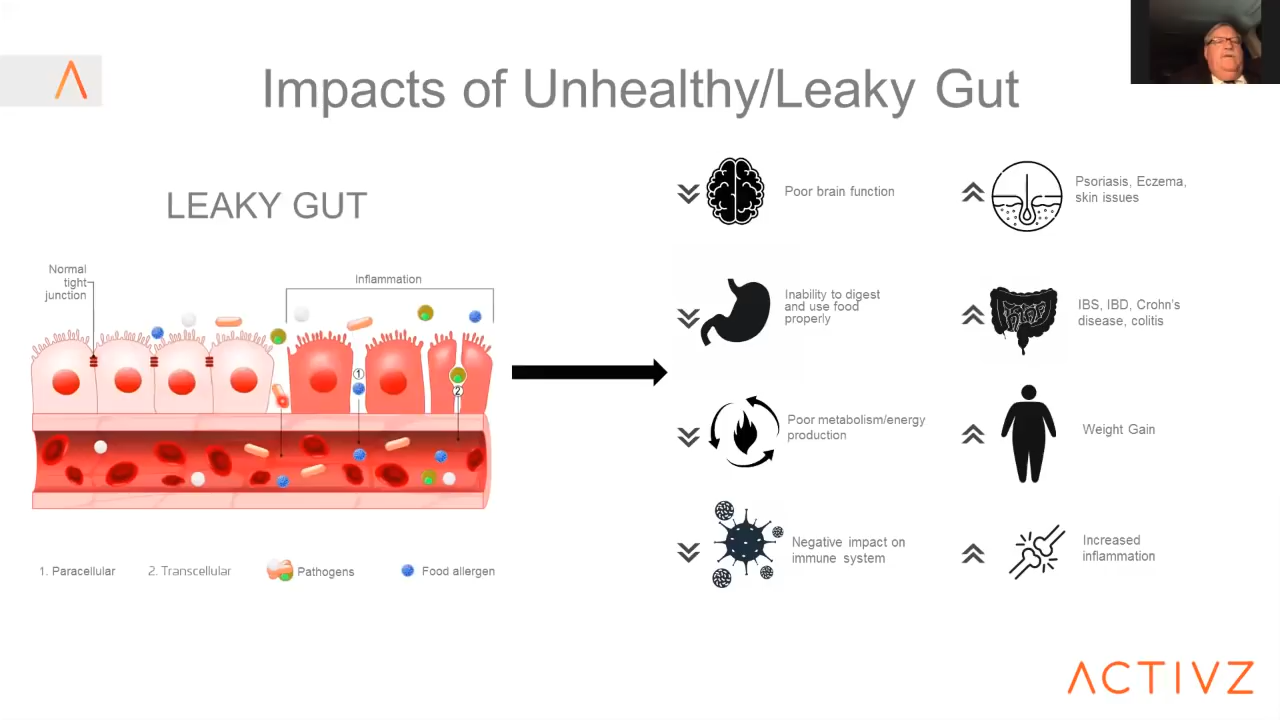 Impacts of Unhealthy/Leaky Gut
LEAKY GUT
Normal
tight
junction
Inflammation
1
2
1. Paracellular
2. Transcellular
Pathogens
Food allergen
Poor brain function
Psoriasis, Eczema,
skin issues
Inability to digest
and use food
properly
IBS, IBD, Crohn's
disease, colitis
Poor metabolism/energy
production
Weight Gain
Negative impact on
immune system
Increased
inflammation
ACTIVZ